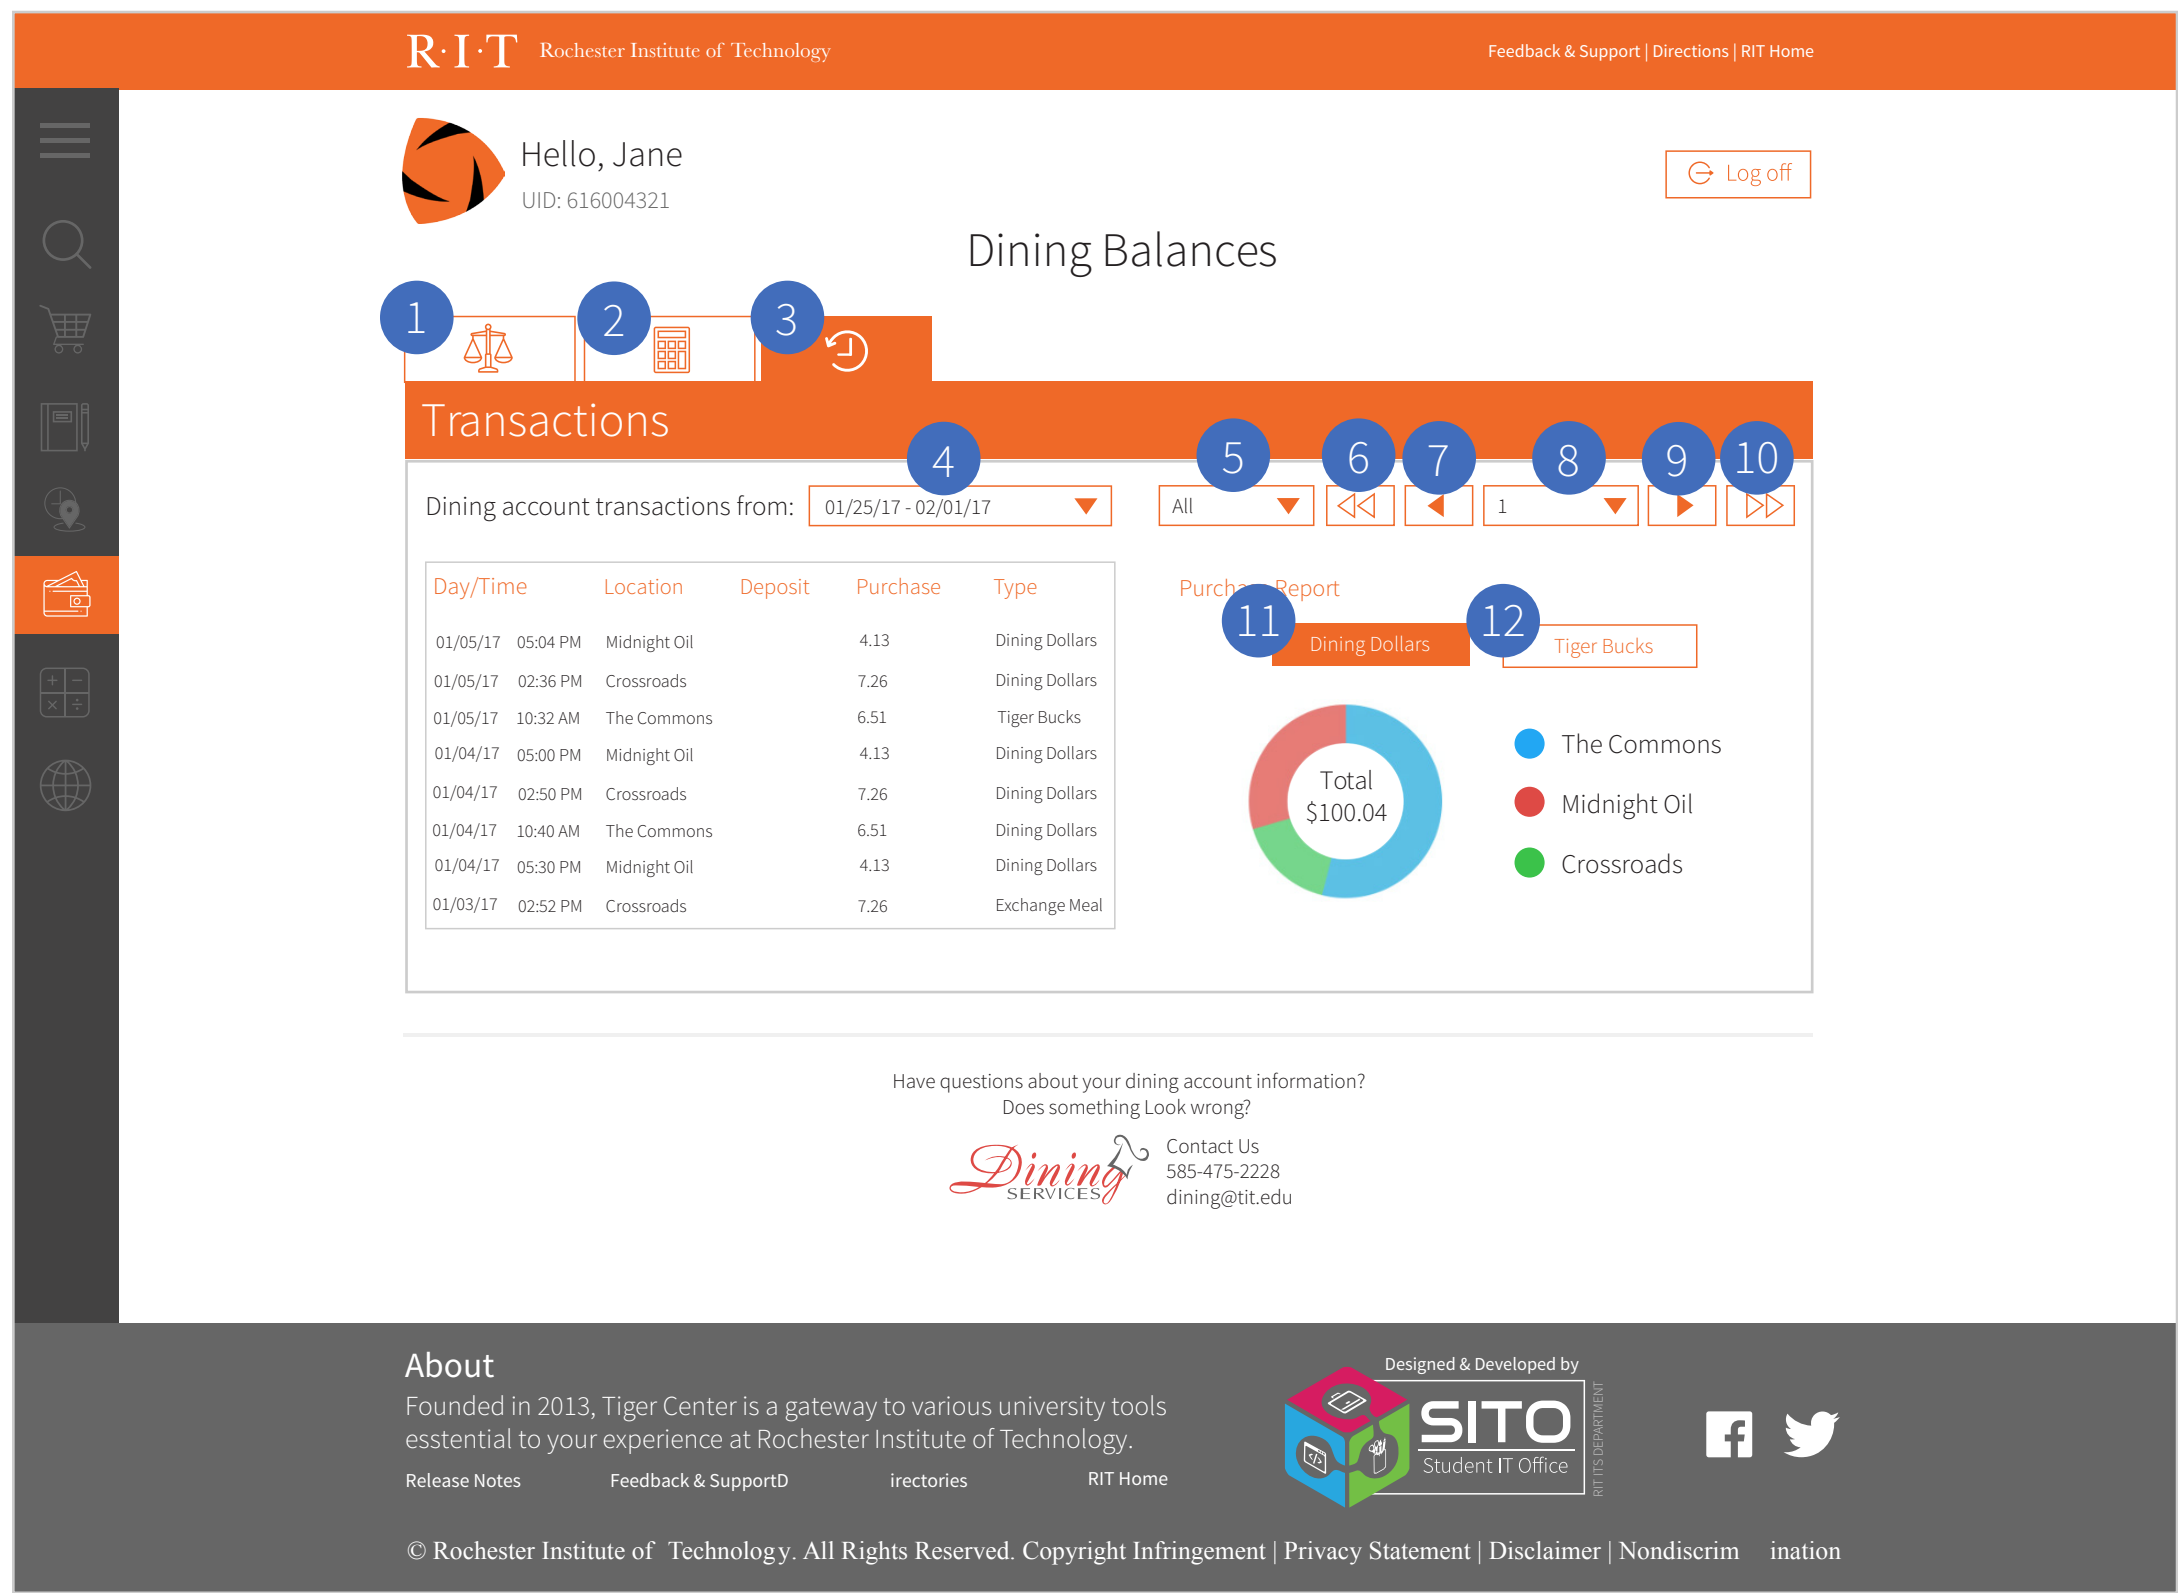 R·I·T Rochester Institute of Technology
Feedback & Support | Directions | RIT Home
Hello, Jane
UID: 616004321
Log off
Dining Balances
1 2 3
Transactions
4 5 6 7 8 9 10
Dining account transactions from: 01/25/17 - 02/01/17 All 1
Day/Time Location Deposit Purchase Type
01/05/17 05:04 PM Midnight Oil 4.13 Dining Dollars
01/05/17 02:36 PM Crossroads 7.26 Dining Dollars
01/05/17 10:32 AM The Commons 6.51 Tiger Bucks
01/04/17 05:00 PM Midnight Oil 4.13 Dining Dollars
01/04/17 02:50 PM Crossroads 7.26 Dining Dollars
01/04/17 10:40 AM The Commons 6.51 Dining Dollars
01/04/17 05:30 PM Midnight Oil 4.13 Dining Dollars
01/03/17 02:52 PM Crossroads 7.26 Exchange Meal
Report
11 12
Dining Dollars Tiger Bucks
Total
$100.04
The Commons
Midnight Oil
Crossroads
Have questions about your dining account information?
Does something Look wrong?
Dining
SERVICES
Contact Us
585-475-2228
dining@tit.edu
About
Founded in 2013, Tiger Center is a gateway to various university tools
esstential to your experience at Rochester Institute of Technology.
Release Notes Feedback & SupportD irectories RIT Home
Designed & Developed by
SITO
Student IT Office
RIT ITS DEPARTMENT
© Rochester Institute of Technology. All Rights Reserved. Copyright Infringement | Privacy Statement | Disclaimer | Nondiscrim ination